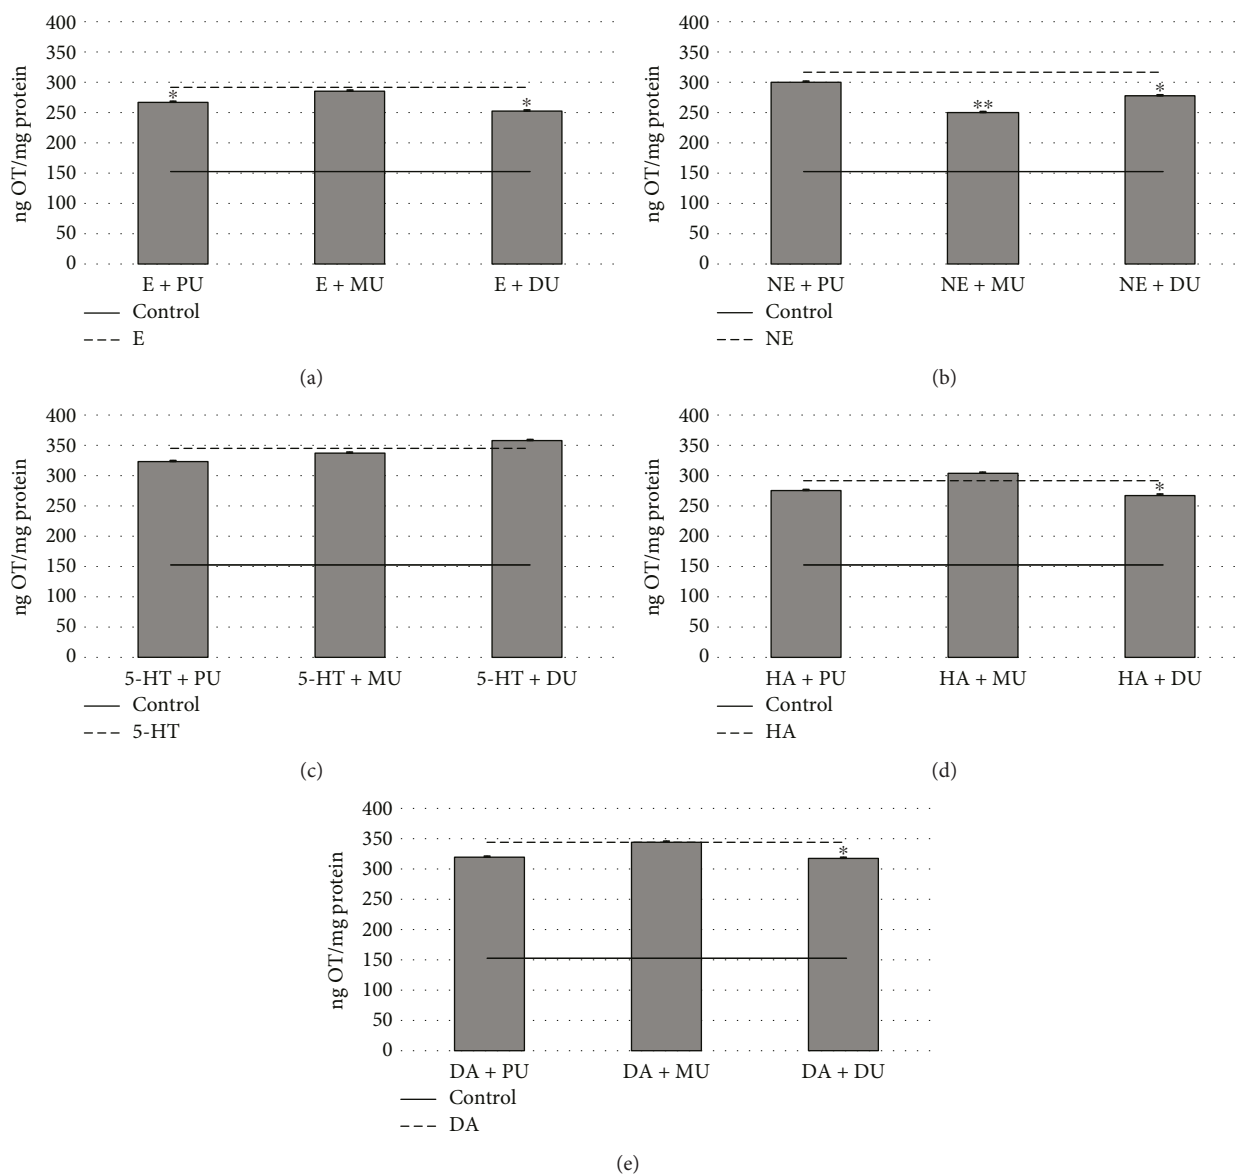 400
350
300
250
200
150
100
50
0
ng OT/mg protein
*
*
E + PU
E + MU
E + DU
Control
E
(a)
400
350
300
250
200
150
100
50
0
ng OT/mg protein
**
*
NE + PU
NE + MU
NE + DU
Control
NE
(b)
400
350
300
250
200
150
100
50
0
ng OT/mg protein
5-HT + PU
5-HT + MU
5-HT + DU
Control
5-HT
(c)
400
350
300
250
200
150
100
50
0
ng OT/mg protein
*
HA + PU
HA + MU
HA + DU
Control
HA
(d)
400
350
300
250
200
150
100
50
0
ng OT/mg protein
*
DA + PU
DA + MU
DA + DU
Control
DA
(e)